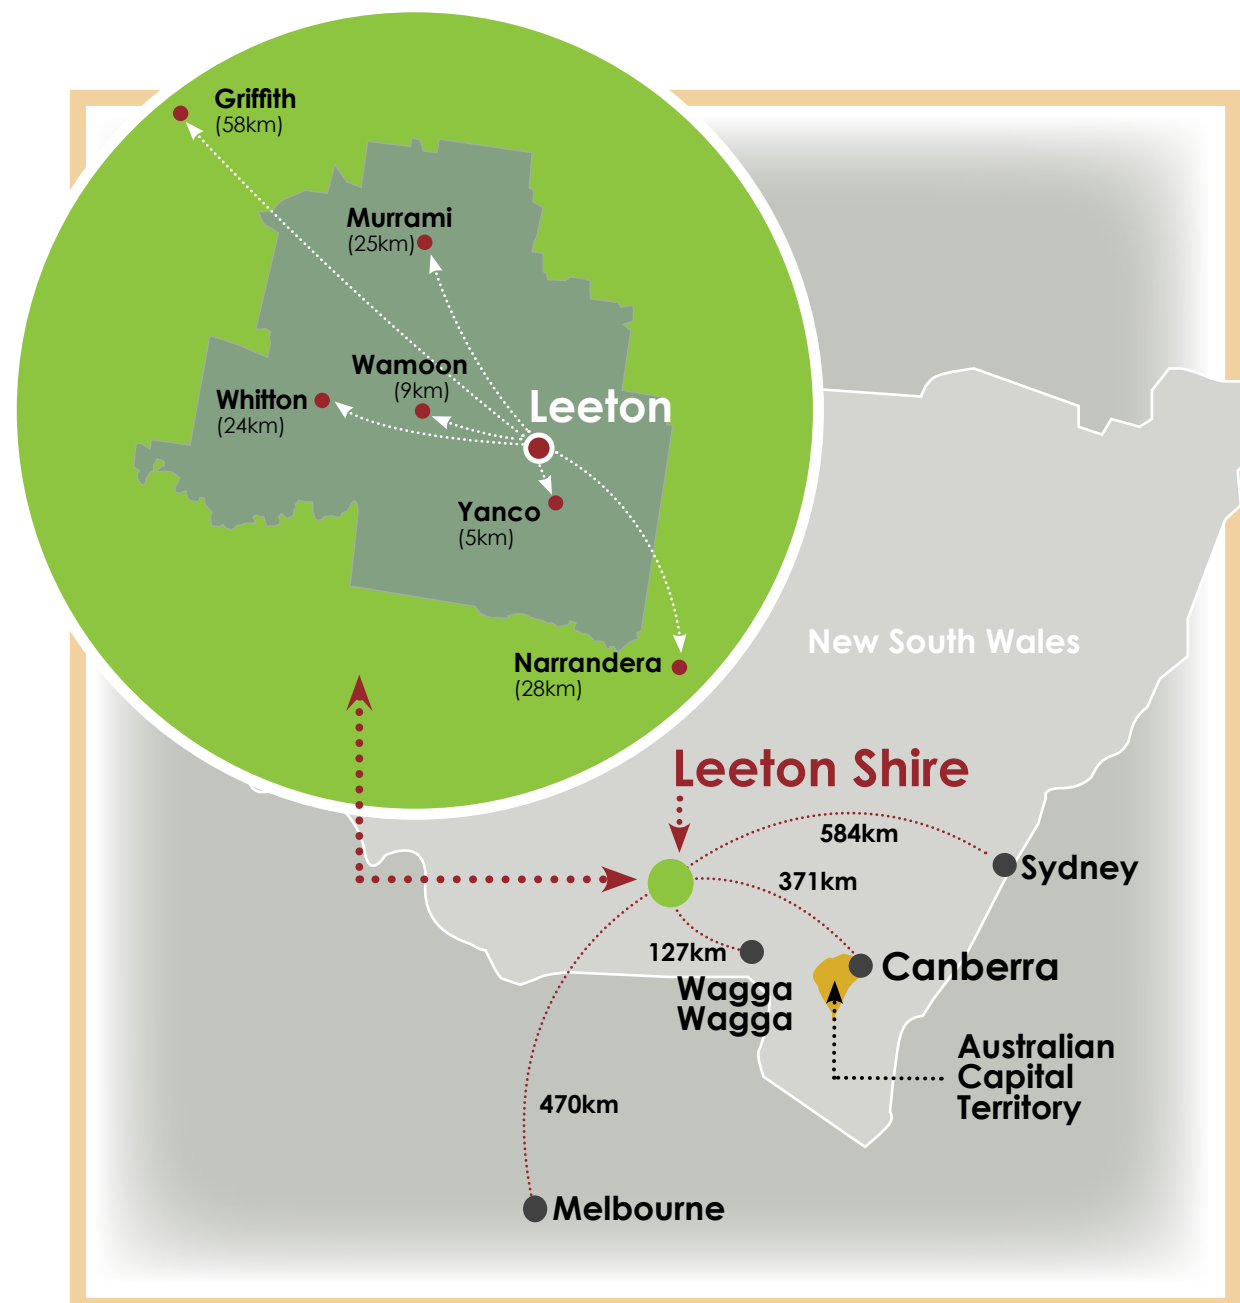 Griffith
(58km)
Murrami
(25km)
Wamoon
(9km)
Leeton
Whitton
(24km)
Yanco
(5km)
Narrandera
(28km)
New South Wales
Leeton Shire
584km
Sydney
371km
127km
Canberra
Wagga
Wagga
Australian
Capital
Territory
470km
Melbourne